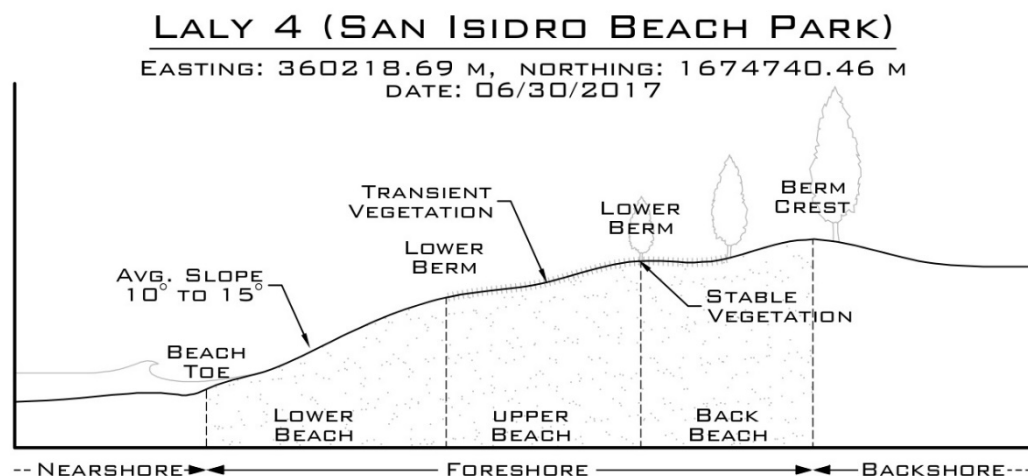 LALY 4 (SAN ISIDRO BEACH PARK)
EASTING: 360218.69 M, NORTHING: 1674740.46 M
DATE: 06/30/2017
TRANSIENT
VEGETATION
LOWER
BERM
BERM
CREST
LOWER
BERM
AVG. SLOPE
10° TO 15°
STABLE
VEGETATION
BEACH
TOE
LOWER
BEACH
UPPER
BEACH
BACK
BEACH
NEARSHORE
FORESHORE
BACKSHORE